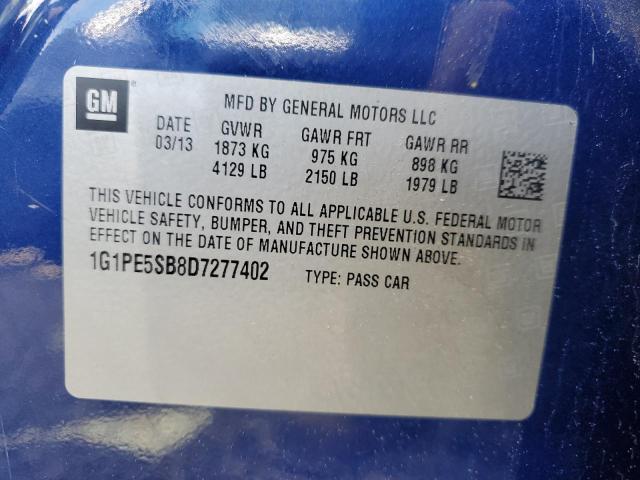 GM ®
MFD BY GENERAL MOTORS LLC
DATE GVWR GAWR FRT GAWR RR
03/13 1873 KG 975 KG 898 KG
4129 LB 2150 LB 1979 LB
THIS VEHICLE CONFORMS TO ALL APPLICABLE U.S. FEDERAL MOTOR
VEHICLE SAFETY, BUMPER, AND THEFT PREVENTION STANDARDS IN
EFFECT ON THE DATE OF MANUFACTURE SHOWN ABOVE.
1G1PE5SB8D7277402 TYPE: PASS CAR